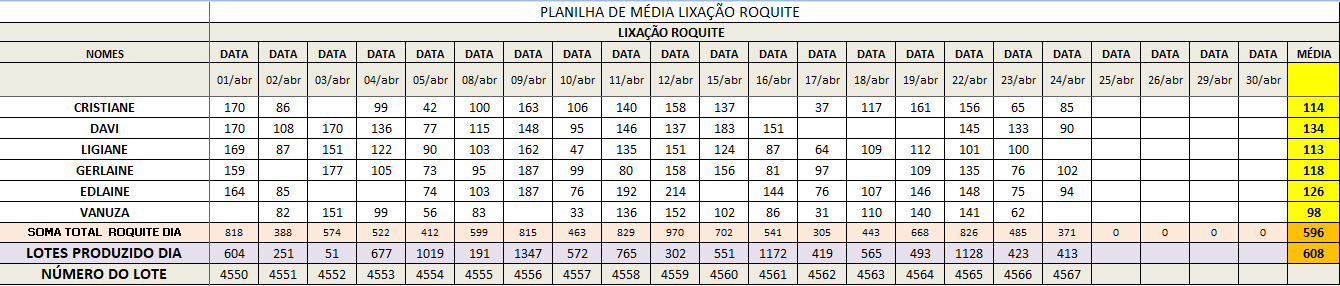 PLANILHA DE MÉDIA LIXAÇÃO ROQUITE
LIXAÇÃO ROQUITE
NOMES DATA DATA DATA DATA DATA DATA DATA DATA DATA DATA DATA DATA DATA DATA DATA DATA DATA DATA DATA DATA DATA DATA MÉDIA
01/abr 02/abr 03/abr 04/abr 05/abr 08/abr 09/abr 10/abr 11/abr 12/abr 15/abr 16/abr 17/abr 18/abr 19/abr 22/abr 23/abr 24/abr 25/abr 26/abr 29/abr 30/abr
CRISTIANE 170 86 99 42 100 163 106 140 158 137 37 117 161 156 65 85 114
DAVI 170 108 170 136 77 115 148 95 146 137 183 151 145 133 90 134
LIGIANE 169 87 151 122 90 103 162 47 135 151 124 87 64 109 112 101 100 113
GERLAINE 159 177 105 73 95 187 99 80 158 156 81 97 109 135 76 102 118
EDLAINE 164 85 74 103 187 76 192 214 144 76 107 146 148 75 94 126
VANUZA 82 151 99 56 83 33 136 152 102 86 31 110 140 141 62 98
SOMA TOTAL ROQUITE DIA 818 388 574 522 412 599 815 463 829 970 702 541 305 443 668 826 485 371 0 0 0 0 596
LOTES PRODUZIDO DIA 604 251 51 677 1019 191 1347 572 765 302 551 1172 419 565 493 1128 423 413 608
NÚMERO DO LOTE 4550 4551 4552 4553 4554 4555 4556 4557 4558 4559 4560 4561 4562 4563 4564 4565 4566 4567